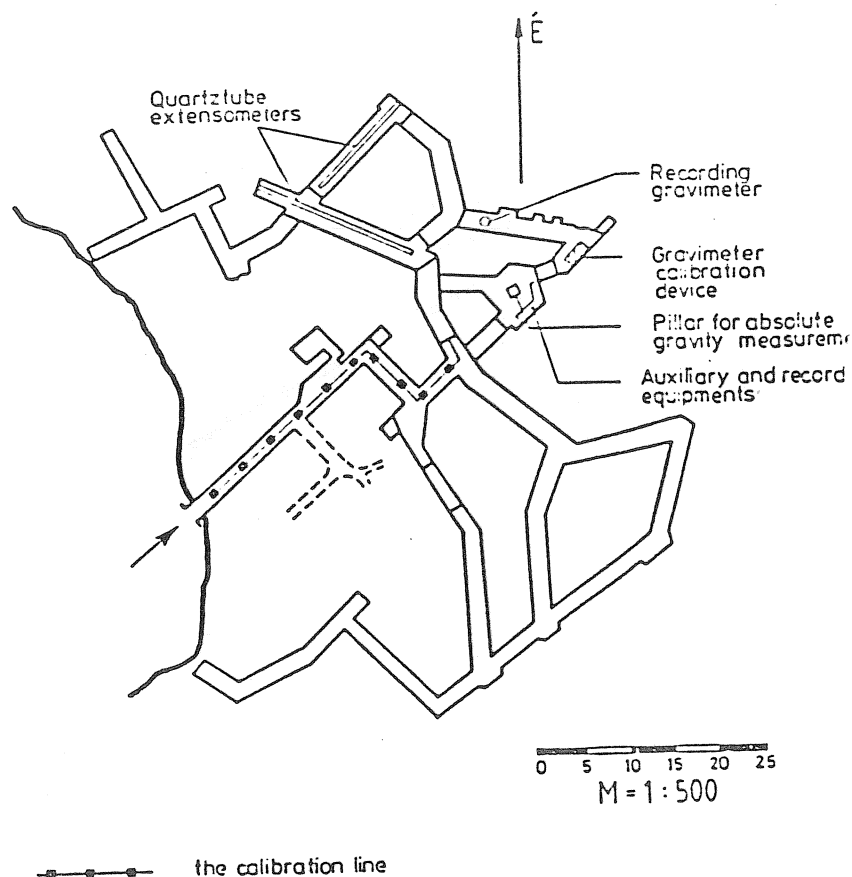 É
Quartztube
extensometers
Recording
gravimeter
Gravimeter
calibration
device
Pillar for absolute
gravity measurem
Auxiliary and record
equipments
0 5 10 15 20 25
M = 1 : 500
the calibration line